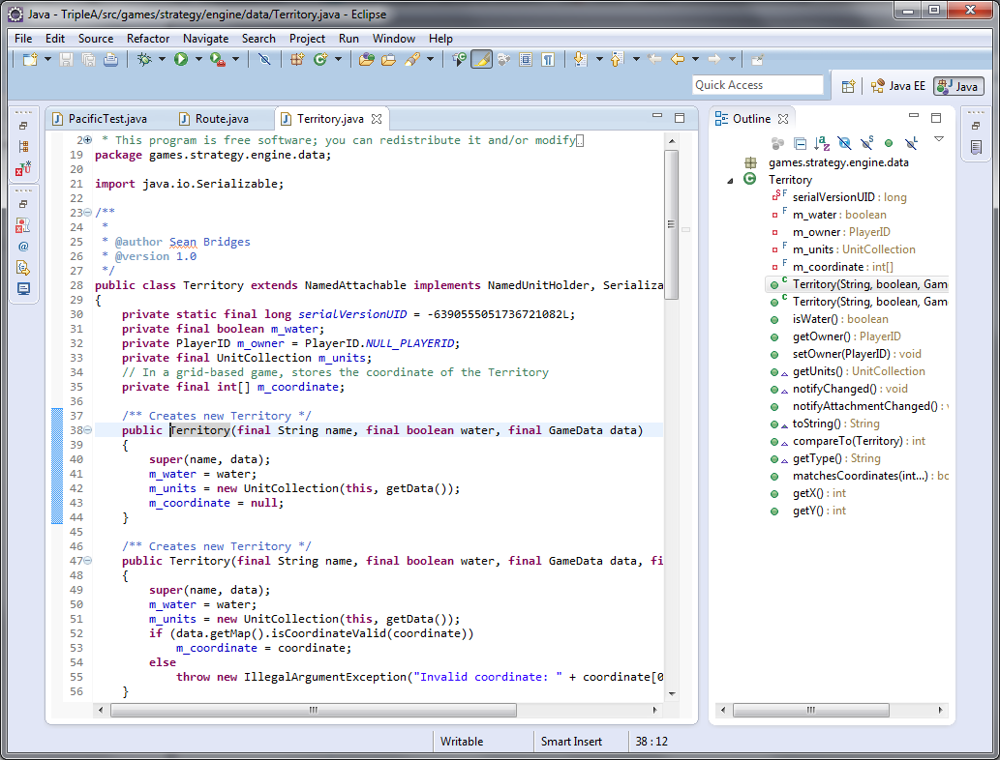 Java - TripleA/src/games/strategy/engine/data/Territory.java - Eclipse
File Edit Source Refactor Navigate Search Project Run Window Help
Quick Access
Java EE
Java
PacificTest.java
Route.java
Territory.java
2 * This program is free software; you can redistribute it and/or modify
19 package games.strategy.engine.data;
20
21 import java.io.Serializable;
22
23 /**
24 *
25 * @author Sean Bridges
26 * @version 1.0
27 */
28 public class Territory extends NamedAttachable implements NamedUnitHolder, Serializa
29 {
30 private static final long serialVersionUID = -6390555051736721082L;
31 private final boolean m_water;
32 private PlayerID m_owner = PlayerID.NULL_PLAYERID;
33 private final UnitCollection m_units;
34 // In a grid-based game, stores the coordinate of the Territory
35 private final int[] m_coordinate;
36
37 /** Creates new Territory */
38 public Territory(final String name, final boolean water, final GameData data)
39 {
40 super(name, data);
41 m_water = water;
42 m_units = new UnitCollection(this, getData());
43 m_coordinate = null;
44 }
45
46 /** Creates new Territory */
47 public Territory(final String name, final boolean water, final GameData data, fi
48 {
49 super(name, data);
50 m_water = water;
51 m_units = new UnitCollection(this, getData());
52 if (data.getMap().isCoordinateValid(coordinate))
53 m_coordinate = coordinate;
54 else
55 throw new IllegalArgumentException("Invalid coordinate: " + coordinate[0
56 }
Outline
games.strategy.engine.data
Territory
serialVersionUID : long
m_water : boolean
m_owner : PlayerID
m_units : UnitCollection
m_coordinate : int[]
Territory(String, boolean, Gam
Territory(String, boolean, Gam
isWater() : boolean
getOwner() : PlayerID
setOwner(PlayerID) : void
getUnits() : UnitCollection
notifyChanged() : void
notifyAttachmentChanged() :
toString() : String
compareTo(Territory) : int
getType() : String
matchesCoordinates(int...) : bo
getX() : int
getY() : int
Writable
Smart Insert
38 : 12